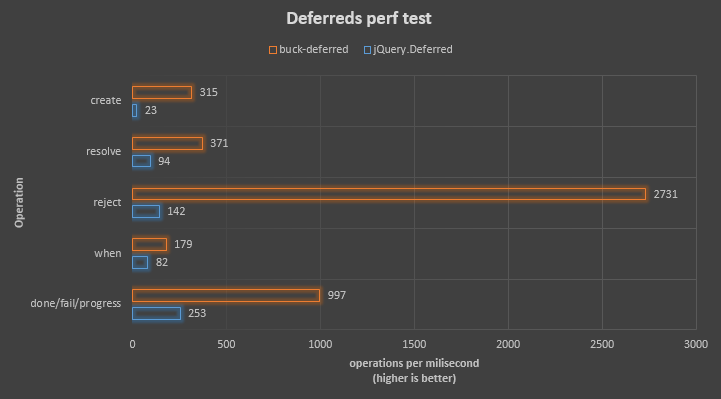 Deferreds perf test
buck-deferred
jQuery.Deferred
Operation
create
315
23
resolve
371
94
reject
2731
142
when
179
82
done/fail/progress
997
253
0 500 1000 1500 2000 2500 3000
operations per milisecond
(higher is better)